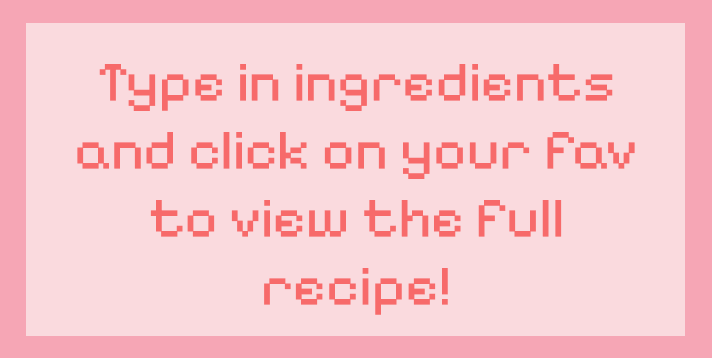 Type in ingredients
and click on your fav
to view the full
recipe!